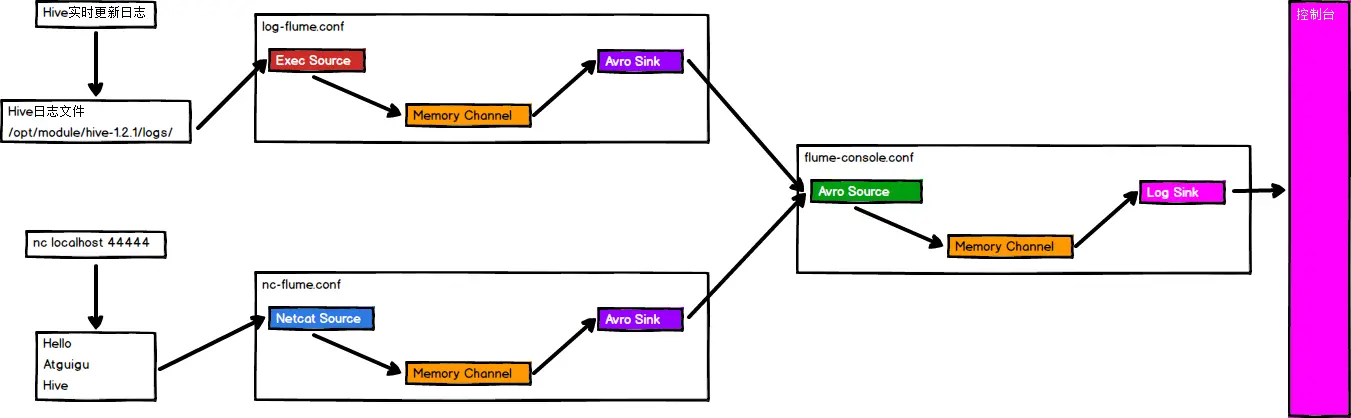 Hive实时更新日志
Hive日志文件
/opt/module/hive-1.2.1/logs/
log-flume.conf
Exec Source
Memory Channel
Avro Sink
nc localhost 44444
Hello
Atguigu
Hive
nc-flume.conf
Netcat Source
Memory Channel
Avro Sink
flume-console.conf
Avro Source
Memory Channel
Log Sink
控制台